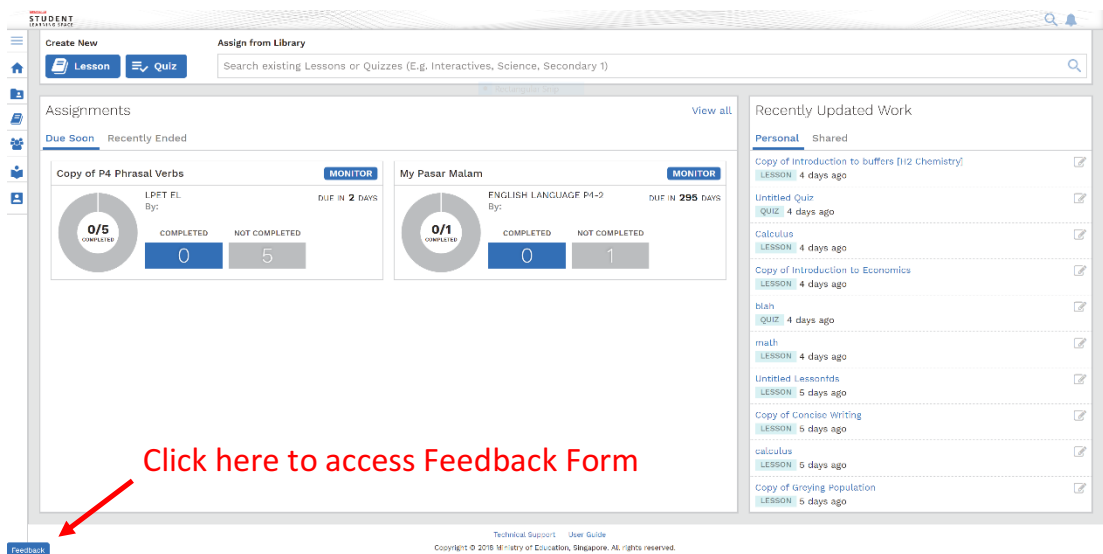 STUDENT
LEARNING SPACE
Create New
Assign from Library
Lesson
Quiz
Search existing Lessons or Quizzes (E.g. Interactives, Science, Secondary 1)
Assignments
View all
Due Soon
Recently Ended
Copy of P4 Phrasal Verbs
MONITOR
LPET EL
DUE IN 2 DAYS
By:
0/5
COMPLETED
COMPLETED
NOT COMPLETED
0
5
My Pasar Malam
MONITOR
ENGLISH LANGUAGE P4-2
DUE IN 295 DAYS
By:
0/1
COMPLETED
COMPLETED
NOT COMPLETED
0
1
Recently Updated Work
Personal
Shared
Copy of Introduction to buffers [H2 Chemistry]
LESSON 4 days ago
Untitled Quiz
QUIZ 4 days ago
Calculus
LESSON 4 days ago
Copy of Introduction to Economics
LESSON 4 days ago
blah
QUIZ 4 days ago
math
LESSON 4 days ago
Untitled Lessonfds
LESSON 5 days ago
Copy of Concise Writing
LESSON 5 days ago
calculus
LESSON 5 days ago
Copy of Greying Population
LESSON 5 days ago
Click here to access Feedback Form
Feedback
Technical Support
User Guide
Copyright © 2018 Ministry of Education, Singapore. All rights reserved.